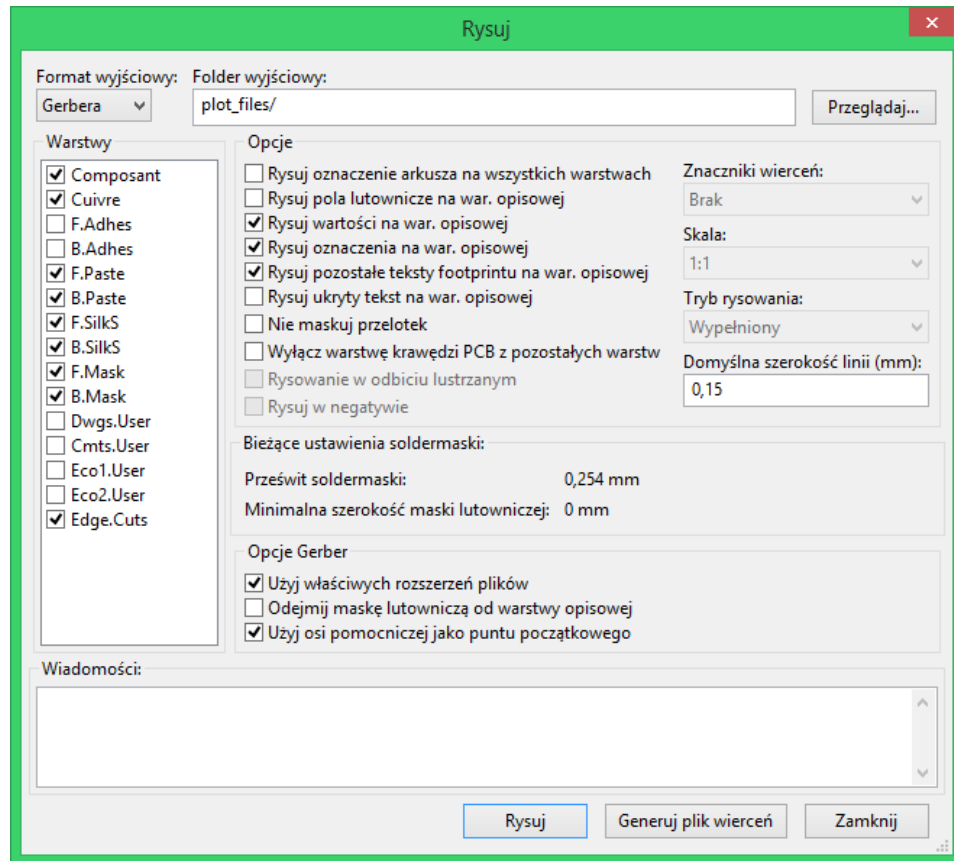 Rysuj
Format wyjściowy: Folder wyjściowy:
Gerbera plot_files/ Przeglądaj...
Warstwy
Composant
Cuivre
F.Adhes
B.Adhes
F.Paste
B.Paste
F.SilkS
B.SilkS
F.Mask
B.Mask
Dwgs.User
Cmts.User
Eco1.User
Eco2.User
Edge.Cuts
Opcje
Rysuj oznaczenie arkusza na wszystkich warstwach
Rysuj pola lutownicze na war. opisowej
Rysuj wartości na war. opisowej
Rysuj oznaczenia na war. opisowej
Rysuj pozostałe teksty footprintu na war. opisowej
Rysuj ukryty tekst na war. opisowej
Nie maskuj przelotek
Wyłącz warstwę krawędzi PCB z pozostałych warstw
Rysowanie w odbiciu lustrzanym
Rysuj w negatywie
Znaczniki wierceń:
Brak
Skala:
1:1
Tryb rysowania:
Wypełniony
Domyślna szerokość linii (mm):
0,15
Bieżące ustawienia soldermaski:
Prześwit soldermaski: 0,254 mm
Minimalna szerokość maski lutowniczej: 0 mm
Opcje Gerber
Użyj właściwych rozszerzeń plików
Odejmij maskę lutowniczą od warstwy opisowej
Użyj osi pomocniczej jako puntu początkowego
Wiadomości:
Rysuj Generuj plik wierceń Zamknij